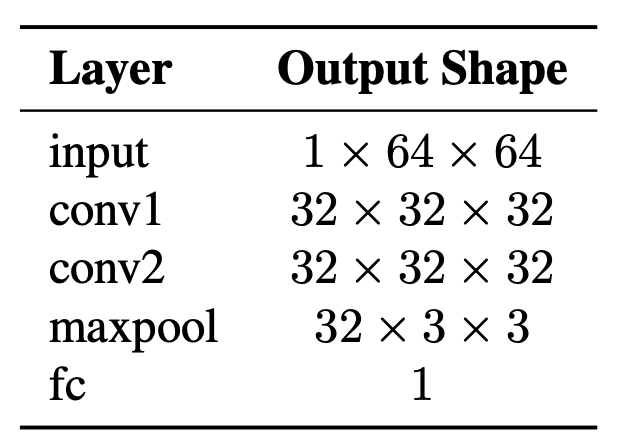 Layer Output Shape
input 1 × 64 × 64
conv1 32 × 32 × 32
conv2 32 × 32 × 32
maxpool 32 × 3 × 3
fc 1